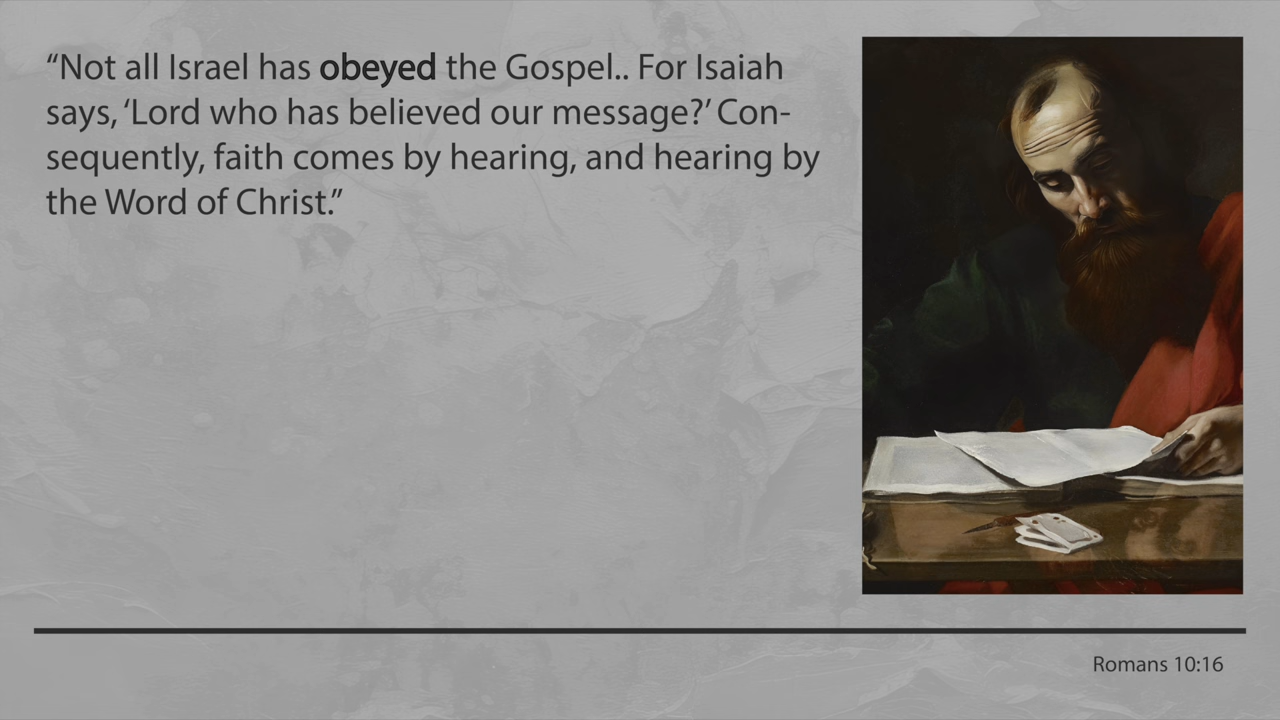 “Not all Israel has obeyed the Gospel.. For Isaiah
says, ‘Lord who has believed our message?’ Con-
sequently, faith comes by hearing, and hearing by
the Word of Christ.”
Romans 10:16